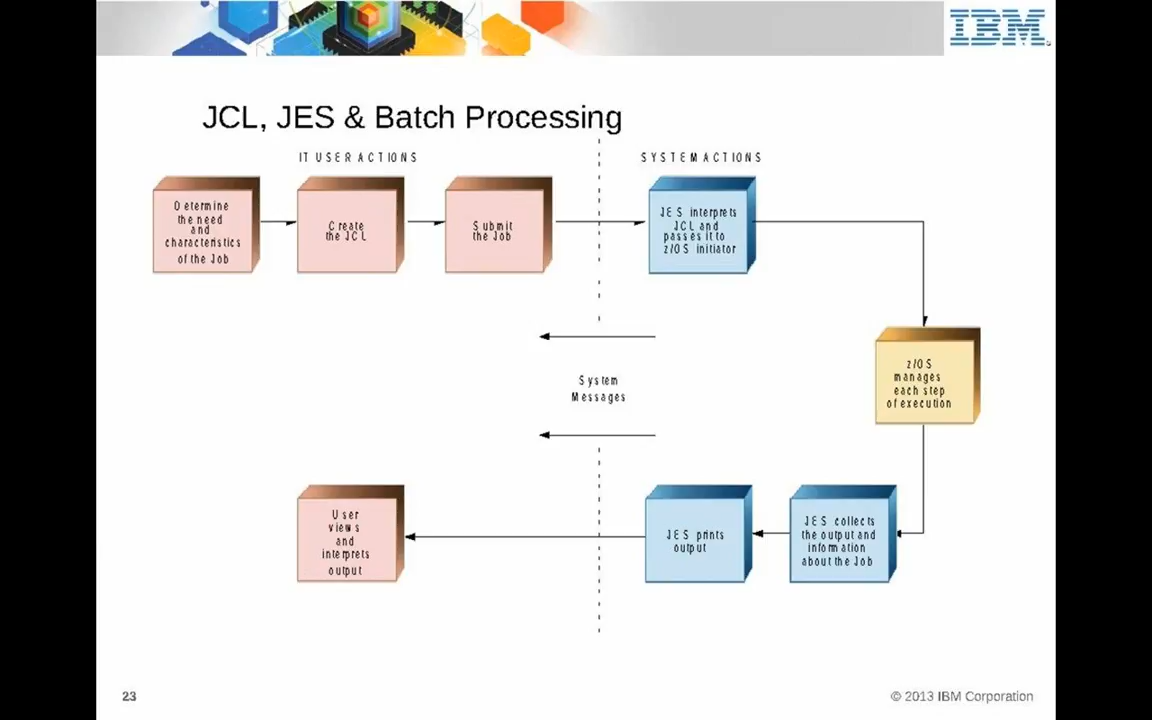 IBM
JCL, JES & Batch Processing
IT USER ACTIONS
SYSTEM ACTIONS
Determine
the need
and
characteristics
of the Job
Create
the JCL
Submit
the Job
JES interprets
JCL and
passes it to
z/OS initiator
z/OS
manages
each step
of execution
System
Messages
User
views
and
interprets
output
JES prints
output
JES collects
the output and
information
about the Job
23
© 2013 IBM Corporation